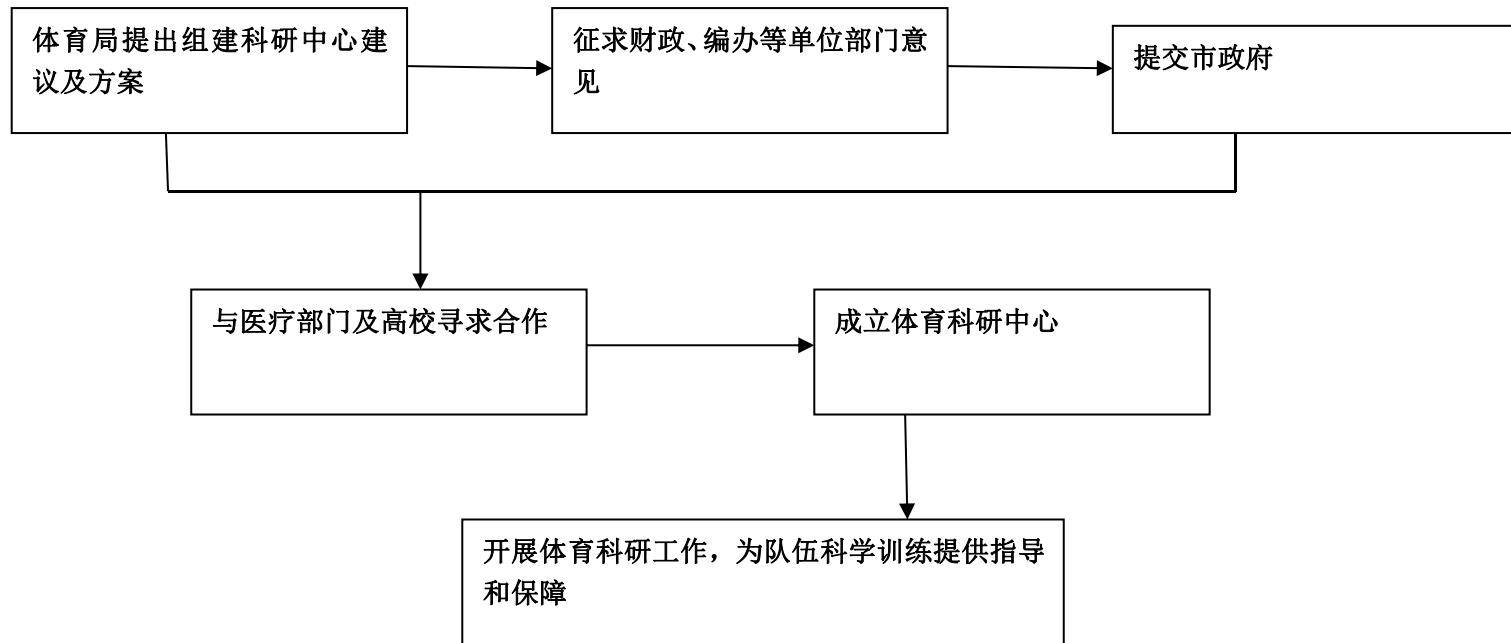 体育局提出组建科研中心建
议及方案
征求财政、编办等单位部门意
见
提交市政府
与医疗部门及高校寻求合作
成立体育科研中心
开展体育科研工作，为队伍科学训练提供指导
和保障